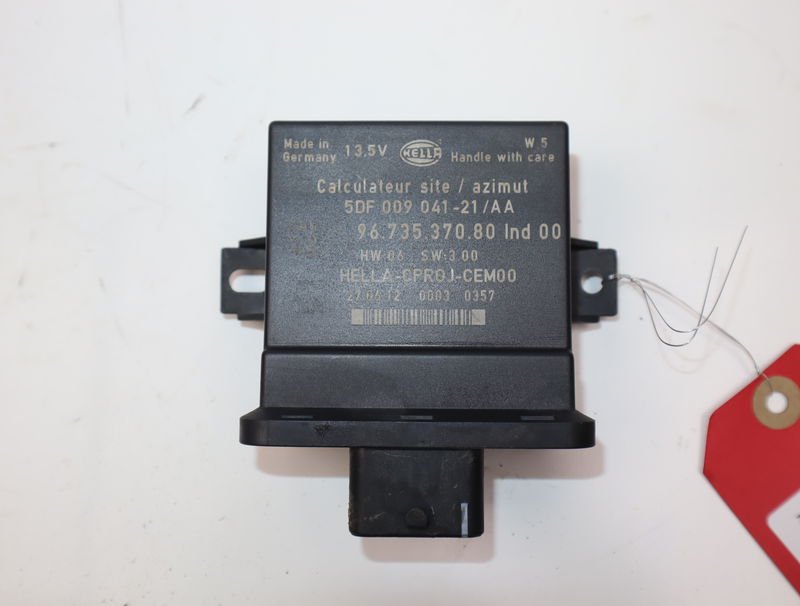 Made in Germany 13.5V HELLA W 5
Handle with care
Calculateur site / azimut
5DF 009 041-21/AA
96.735.370.80 Ind 00
HW:06 SW:3.00
HELLA-CPROJ-CEM00
27.06.12 0003 0357